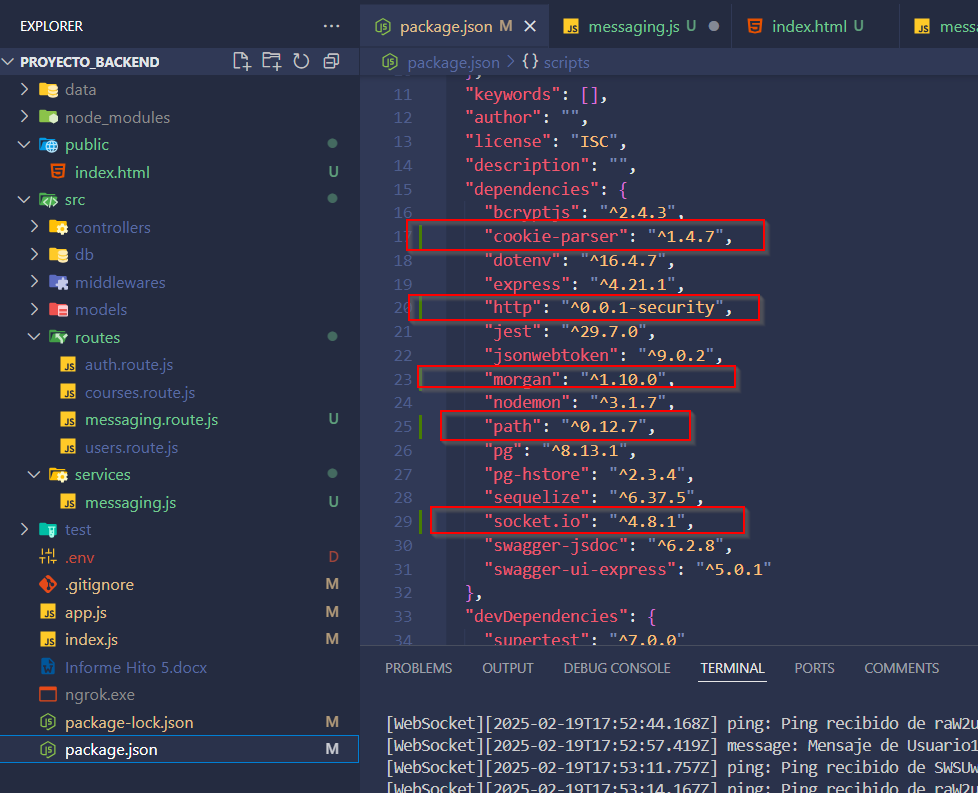 EXPLORER
PROYECTO_BACKEND
data
node_modules
public
index.html U
src
controllers
db
middlewares
models
routes
auth.route.js
courses.route.js
messaging.route.js U
users.route.js
services
messaging.js U
test
.env D
.gitignore M
app.js M
index.js M
Informe Hito 5.docx
ngrok.exe
package-lock.json M
package.json M
package.json M
messaging.js U
index.html U
package.json > {} scripts
11 "keywords": [],
12 "author": "",
13 "license": "ISC",
14 "description": "",
15 "dependencies": {
16 "bcryptjs": "^2.4.3",
17 "cookie-parser": "^1.4.7",
18 "dotenv": "^16.4.7",
19 "express": "^4.21.1",
20 "http": "^0.0.1-security",
21 "jest": "^29.7.0",
22 "jsonwebtoken": "^9.0.2",
23 "morgan": "^1.10.0",
24 "nodemon": "^3.1.7",
25 "path": "^0.12.7",
26 "pg": "^8.13.1",
27 "pg-hstore": "^2.3.4",
28 "sequelize": "^6.37.5",
29 "socket.io": "^4.8.1",
30 "swagger-jsdoc": "^6.2.8",
31 "swagger-ui-express": "^5.0.1"
32 },
33 "devDependencies": {
34 "supertest": "^7.0.0"
PROBLEMS OUTPUT DEBUG CONSOLE TERMINAL PORTS COMMENTS
[WebSocket][2025-02-19T17:52:44.168Z] ping: Ping recibido de raW2u
[WebSocket][2025-02-19T17:52:57.419Z] message: Mensaje de Usuario1
[WebSocket][2025-02-19T17:53:11.757Z] ping: Ping recibido de SWSUw
[WebSocket][2025-02-19T17:53:14.167Z] ping: Ping recibido de raW2u